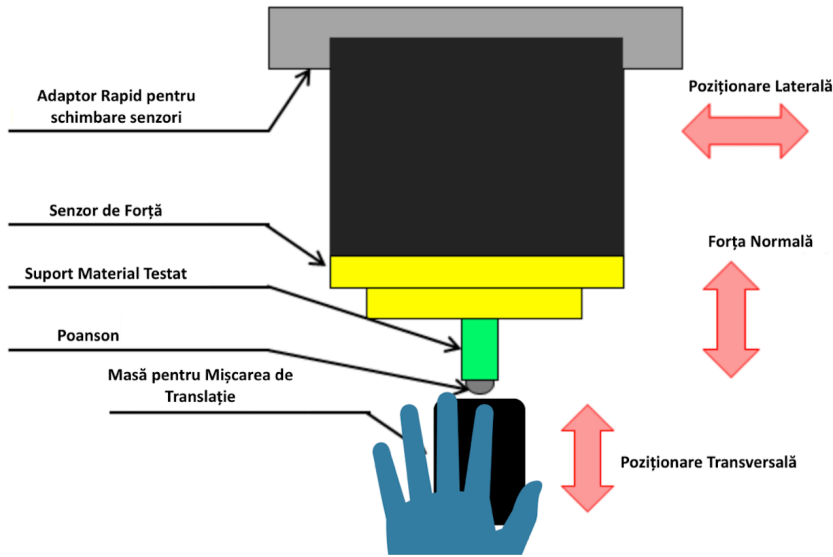 Adaptor Rapid pentru
schimbare senzori
Poziționare Laterală
Senzor de Forță
Forța Normală
Suport Material Testat
Poanson
Masă pentru Mișcarea de
Translație
Poziționare Transversală